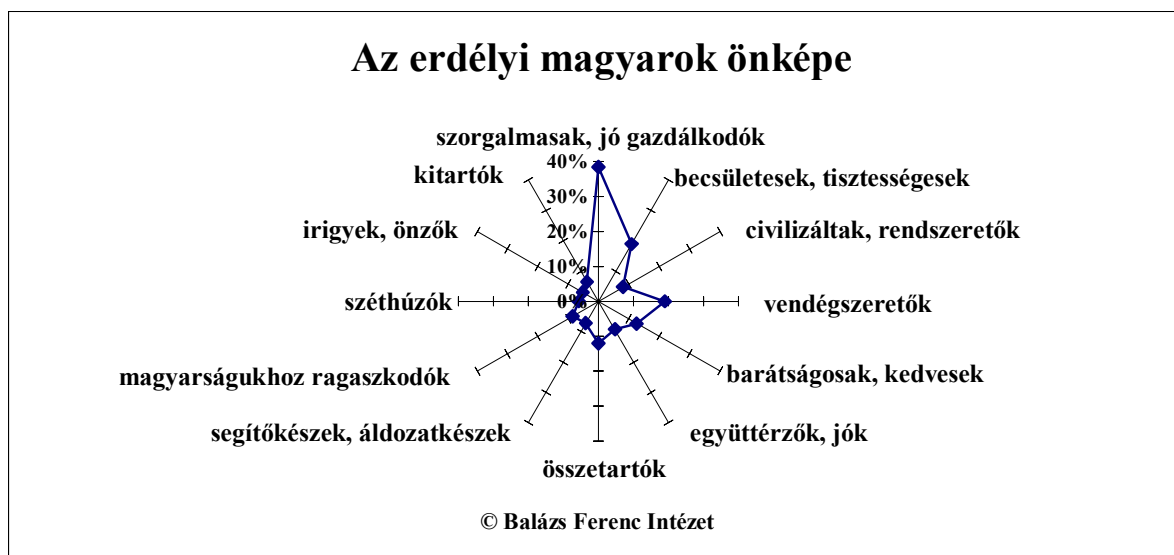 Az erdélyi magyarok önképe
szorgalmasak, jó gazdálkodók
40%
kitartók
becsületesek, tisztességesek
30%
irigyek, önzők
civilizáltak, rendszeretők
20%
10%
széthúzók
0%
vendégszeretők
magyarságukhoz ragaszkodók
barátságosak, kedvesek
segítőkészek, áldozatkészek
együttérzők, jók
összetartók
© Balázs Ferenc Intézet